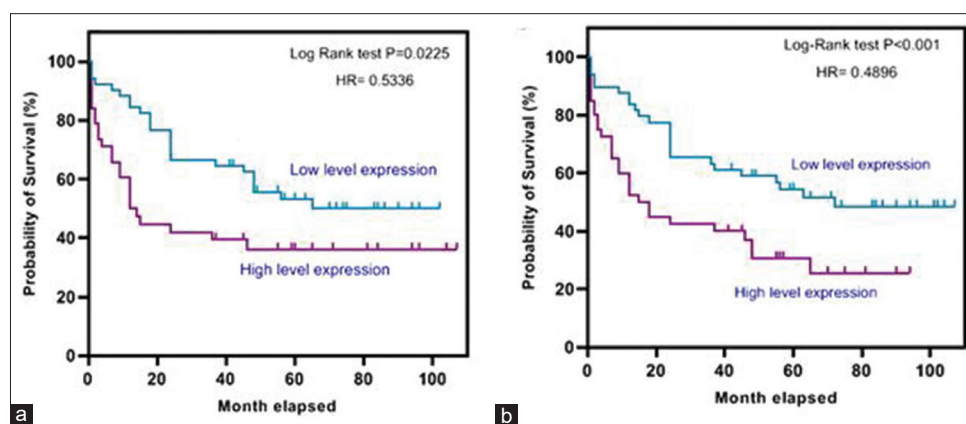 Log Rank test P=0.0225
HR= 0.5336
Probability of Survival (%)
100
80
60
40
20
0
Low level expression
High level expression
0 20 40 60 80 100
Month elapsed
a
Log-Rank test P<0.001
HR= 0.4896
Probability of Survival (%)
100
80
60
40
20
0
Low level expression
High level expression
0 20 40 60 80 100
Month elapsed
b